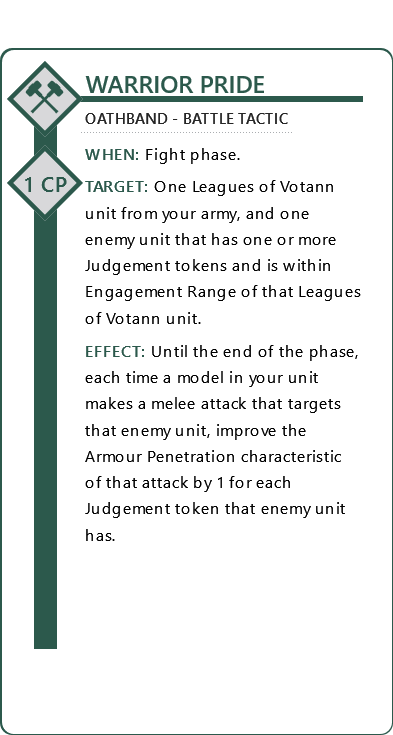 WARRIOR PRIDE
OATHBAND - BATTLE TACTIC
WHEN: Fight phase.
1 CP
TARGET: One Leagues of Votann
unit from your army, and one
enemy unit that has one or more
Judgement tokens and is within
Engagement Range of that Leagues
of Votann unit.
EFFECT: Until the end of the phase,
each time a model in your unit
makes a melee attack that targets
that enemy unit, improve the
Armour Penetration characteristic
of that attack by 1 for each
Judgement token that enemy unit
has.